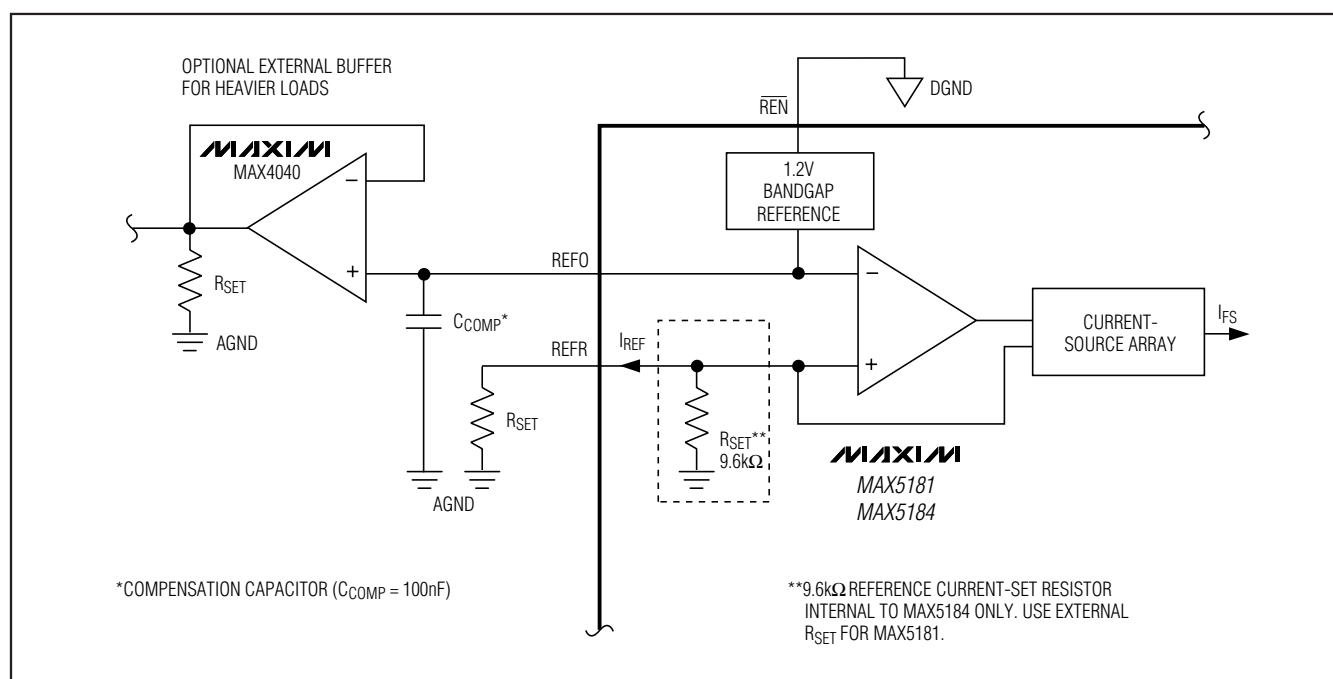 OPTIONAL EXTERNAL BUFFER
FOR HEAVIER LOADS
MAXIM
MAX4040
−
+
RSET
AGND
REFO
CCOMP*
REFR
IREF
RSET
AGND
REN
DGND
1.2V
BANDGAP
REFERENCE
−
+
RSET**
9.6kΩ
CURRENT-
SOURCE ARRAY
IFS
MAXIM
MAX5181
MAX5184
*COMPENSATION CAPACITOR (CCOMP = 100nF)
**9.6kΩ REFERENCE CURRENT-SET RESISTOR
INTERNAL TO MAX5184 ONLY. USE EXTERNAL
RSET FOR MAX5181.